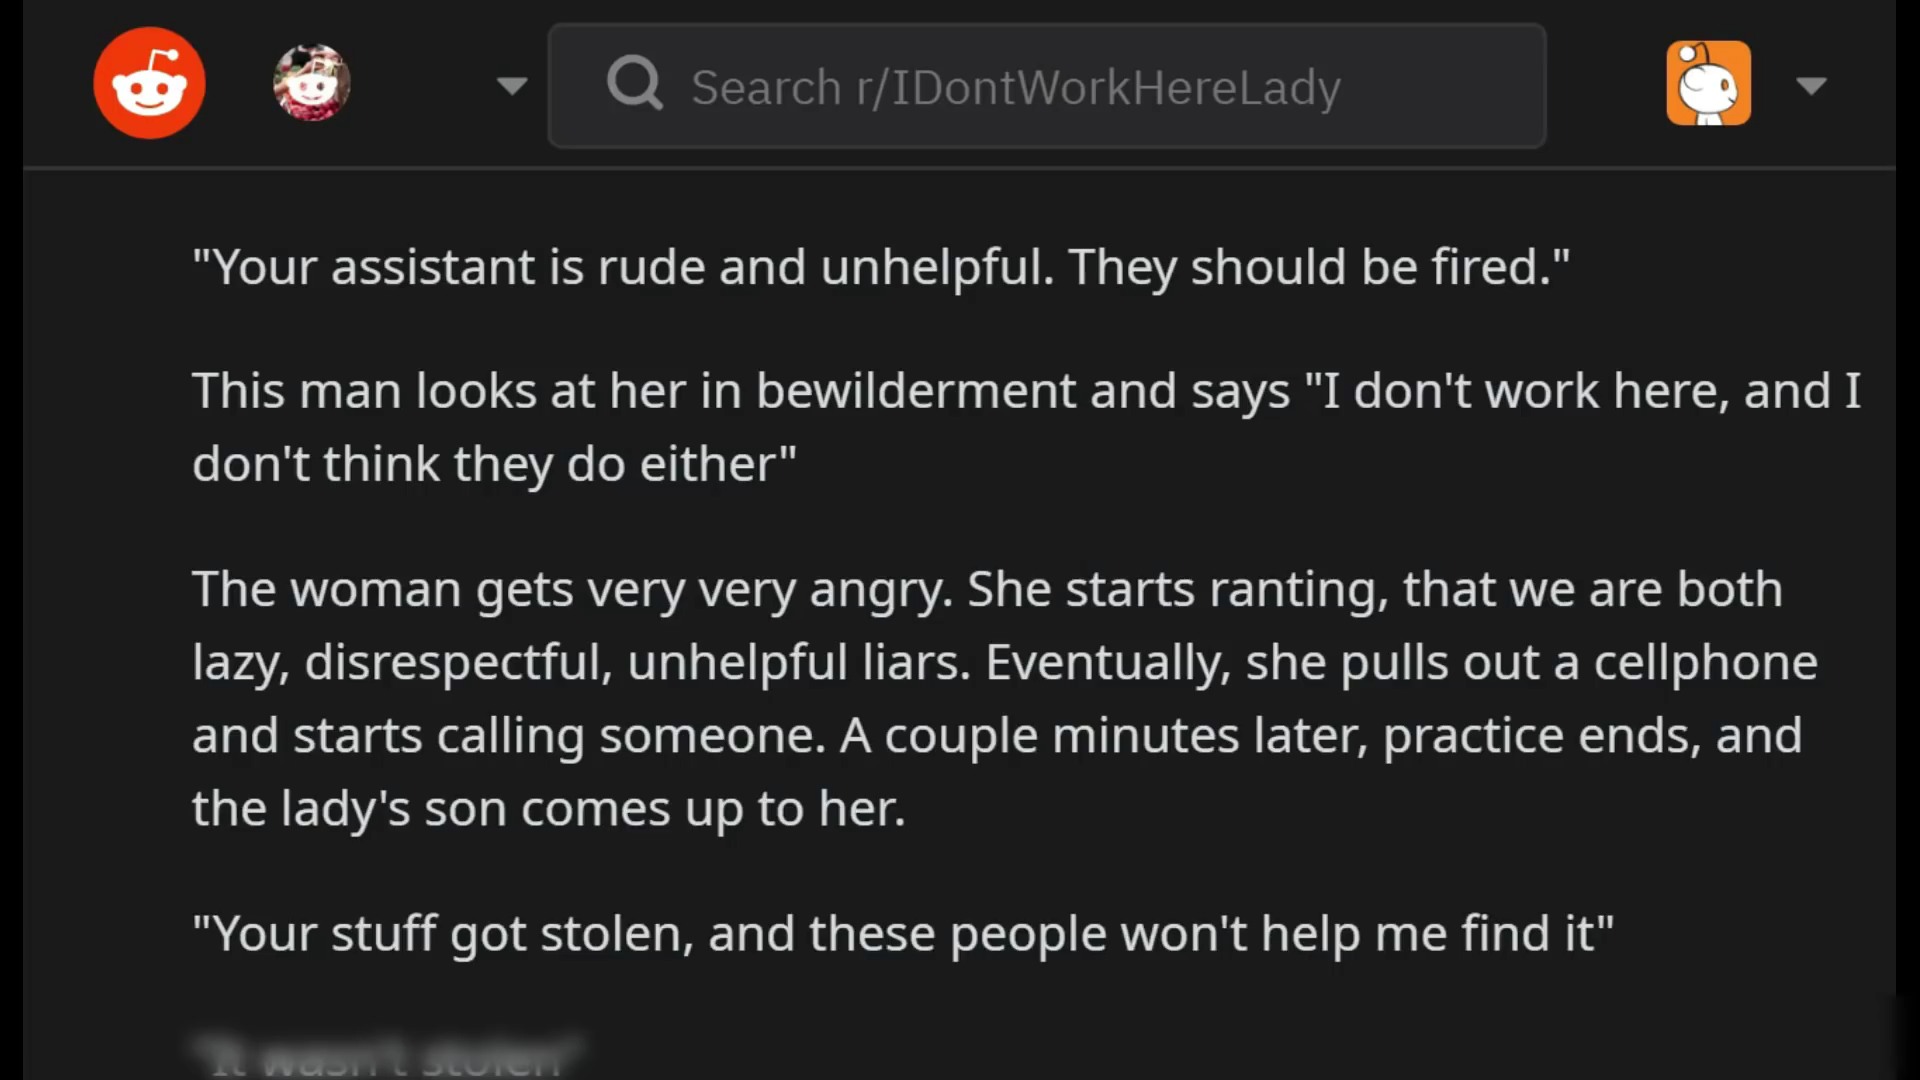 Search r/IDontWorkHereLady
"Your assistant is rude and unhelpful. They should be fired."
This man looks at her in bewilderment and says "I don't work here, and I
don't think they do either"
The woman gets very very angry. She starts ranting, that we are both
lazy, disrespectful, unhelpful liars. Eventually, she pulls out a cellphone
and starts calling someone. A couple minutes later, practice ends, and
the lady's son comes up to her.
"Your stuff got stolen, and these people won't help me find it"
"It wasn't stolen"